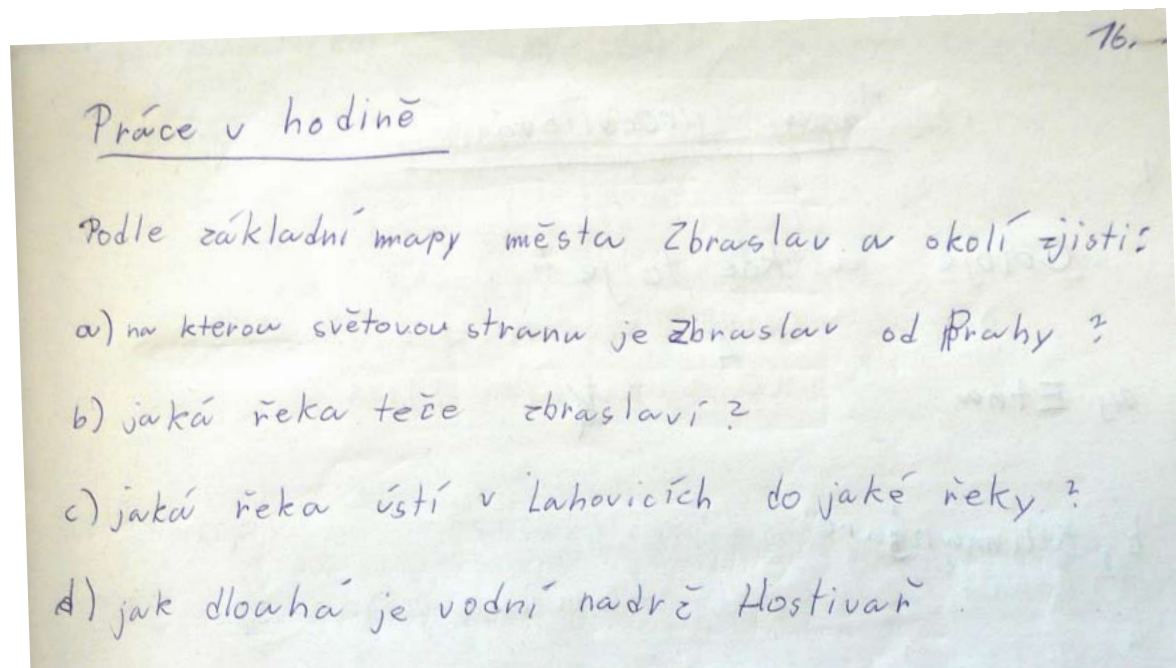 16.
Práce v hodině
Podle základní mapy města Zbraslav a okolí zjisti:
a) na kterou světovou stranu je Zbraslav od Prahy ?
b) jaká řeka teče zbraslaví ?
c) jaká řeka ústí v Lahovicích do jaké řeky ?
d) jak dlouhá je vodní nadrž Hostivař